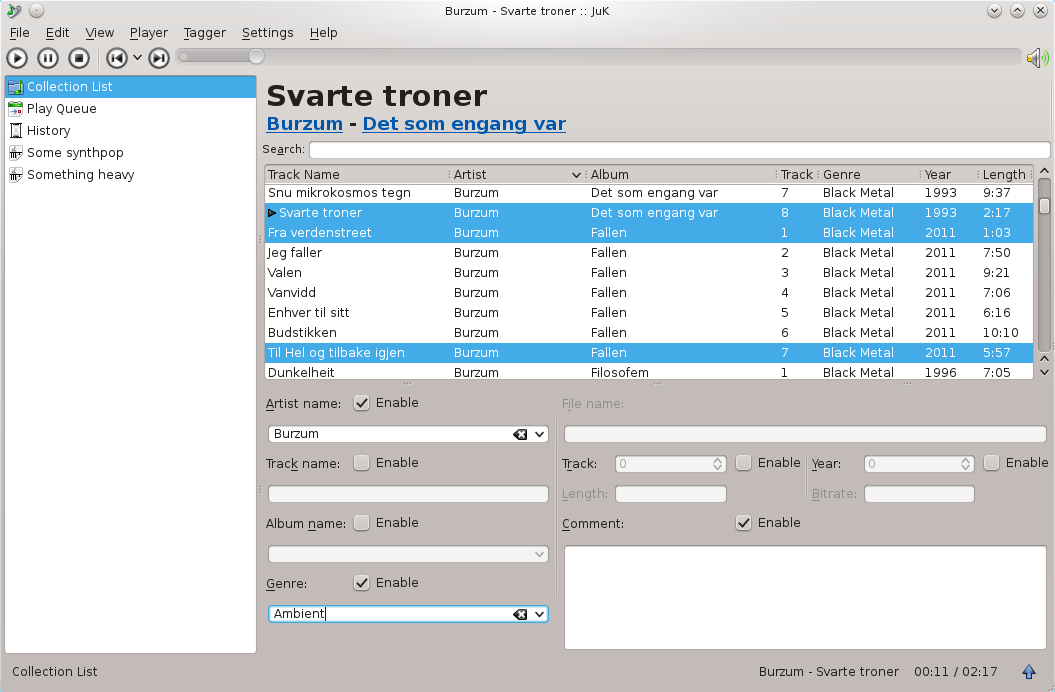 Burzum - Svarte troner :: JuK
File Edit View Player Tagger Settings Help
Collection List
Play Queue
History
Some synthpop
Something heavy
Svarte troner
Burzum - Det som engang var
Search:
Track Name Artist Album Track Genre Year Length
Snu mikrokosmos tegn Burzum Det som engang var 7 Black Metal 1993 9:37
Svarte troner Burzum Det som engang var 8 Black Metal 1993 2:17
Fra verdenstreet Burzum Fallen 1 Black Metal 2011 1:03
Jeg faller Burzum Fallen 2 Black Metal 2011 7:50
Valen Burzum Fallen 3 Black Metal 2011 9:21
Vanvidd Burzum Fallen 4 Black Metal 2011 7:06
Enhver til sitt Burzum Fallen 5 Black Metal 2011 6:16
Budstikken Burzum Fallen 6 Black Metal 2011 10:10
Til Hel og tilbake igjen Burzum Fallen 7 Black Metal 2011 5:57
Dunkelheit Burzum Filosofem 1 Black Metal 1996 7:05
Artist name: Enable
Burzum
Track name: Enable
Album name: Enable
Genre: Enable
Ambient
File name:
Track: 0 Enable Year: 0 Enable
Length: Bitrate:
Comment: Enable
Collection List Burzum - Svarte troner 00:11 / 02:17